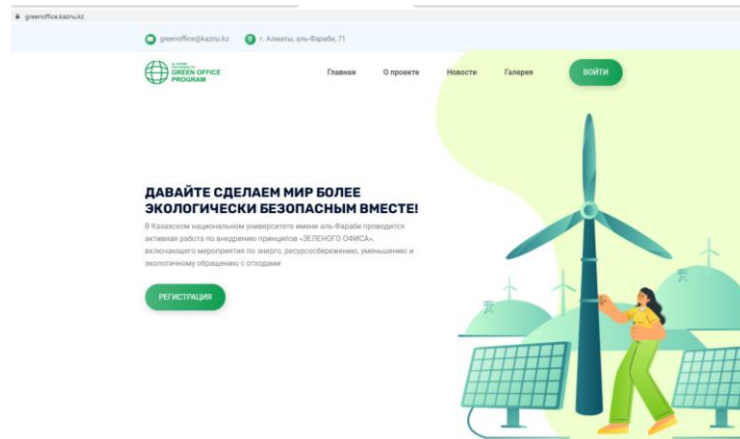 greenoffice.kaznu.kz
greenoffice@kaznu.kz г. Алматы, аль-Фараби, 71
GREEN OFFICE
PROGRAM
Главная О проекте Новости Галерея ВОЙТИ
ДАВАЙТЕ СДЕЛАЕМ МИР БОЛЕЕ
ЭКОЛОГИЧЕСКИ БЕЗОПАСНЫМ ВМЕСТЕ!
В Казахском национальном университете имени аль-Фараби проводится
активная работа по внедрению принципов «ЗЕЛЕНОГО ОФИСА»,
включающего мероприятия по энерго, ресурсосбережению, уменьшению и
экологичному обращению с отходами
РЕГИСТРАЦИЯ